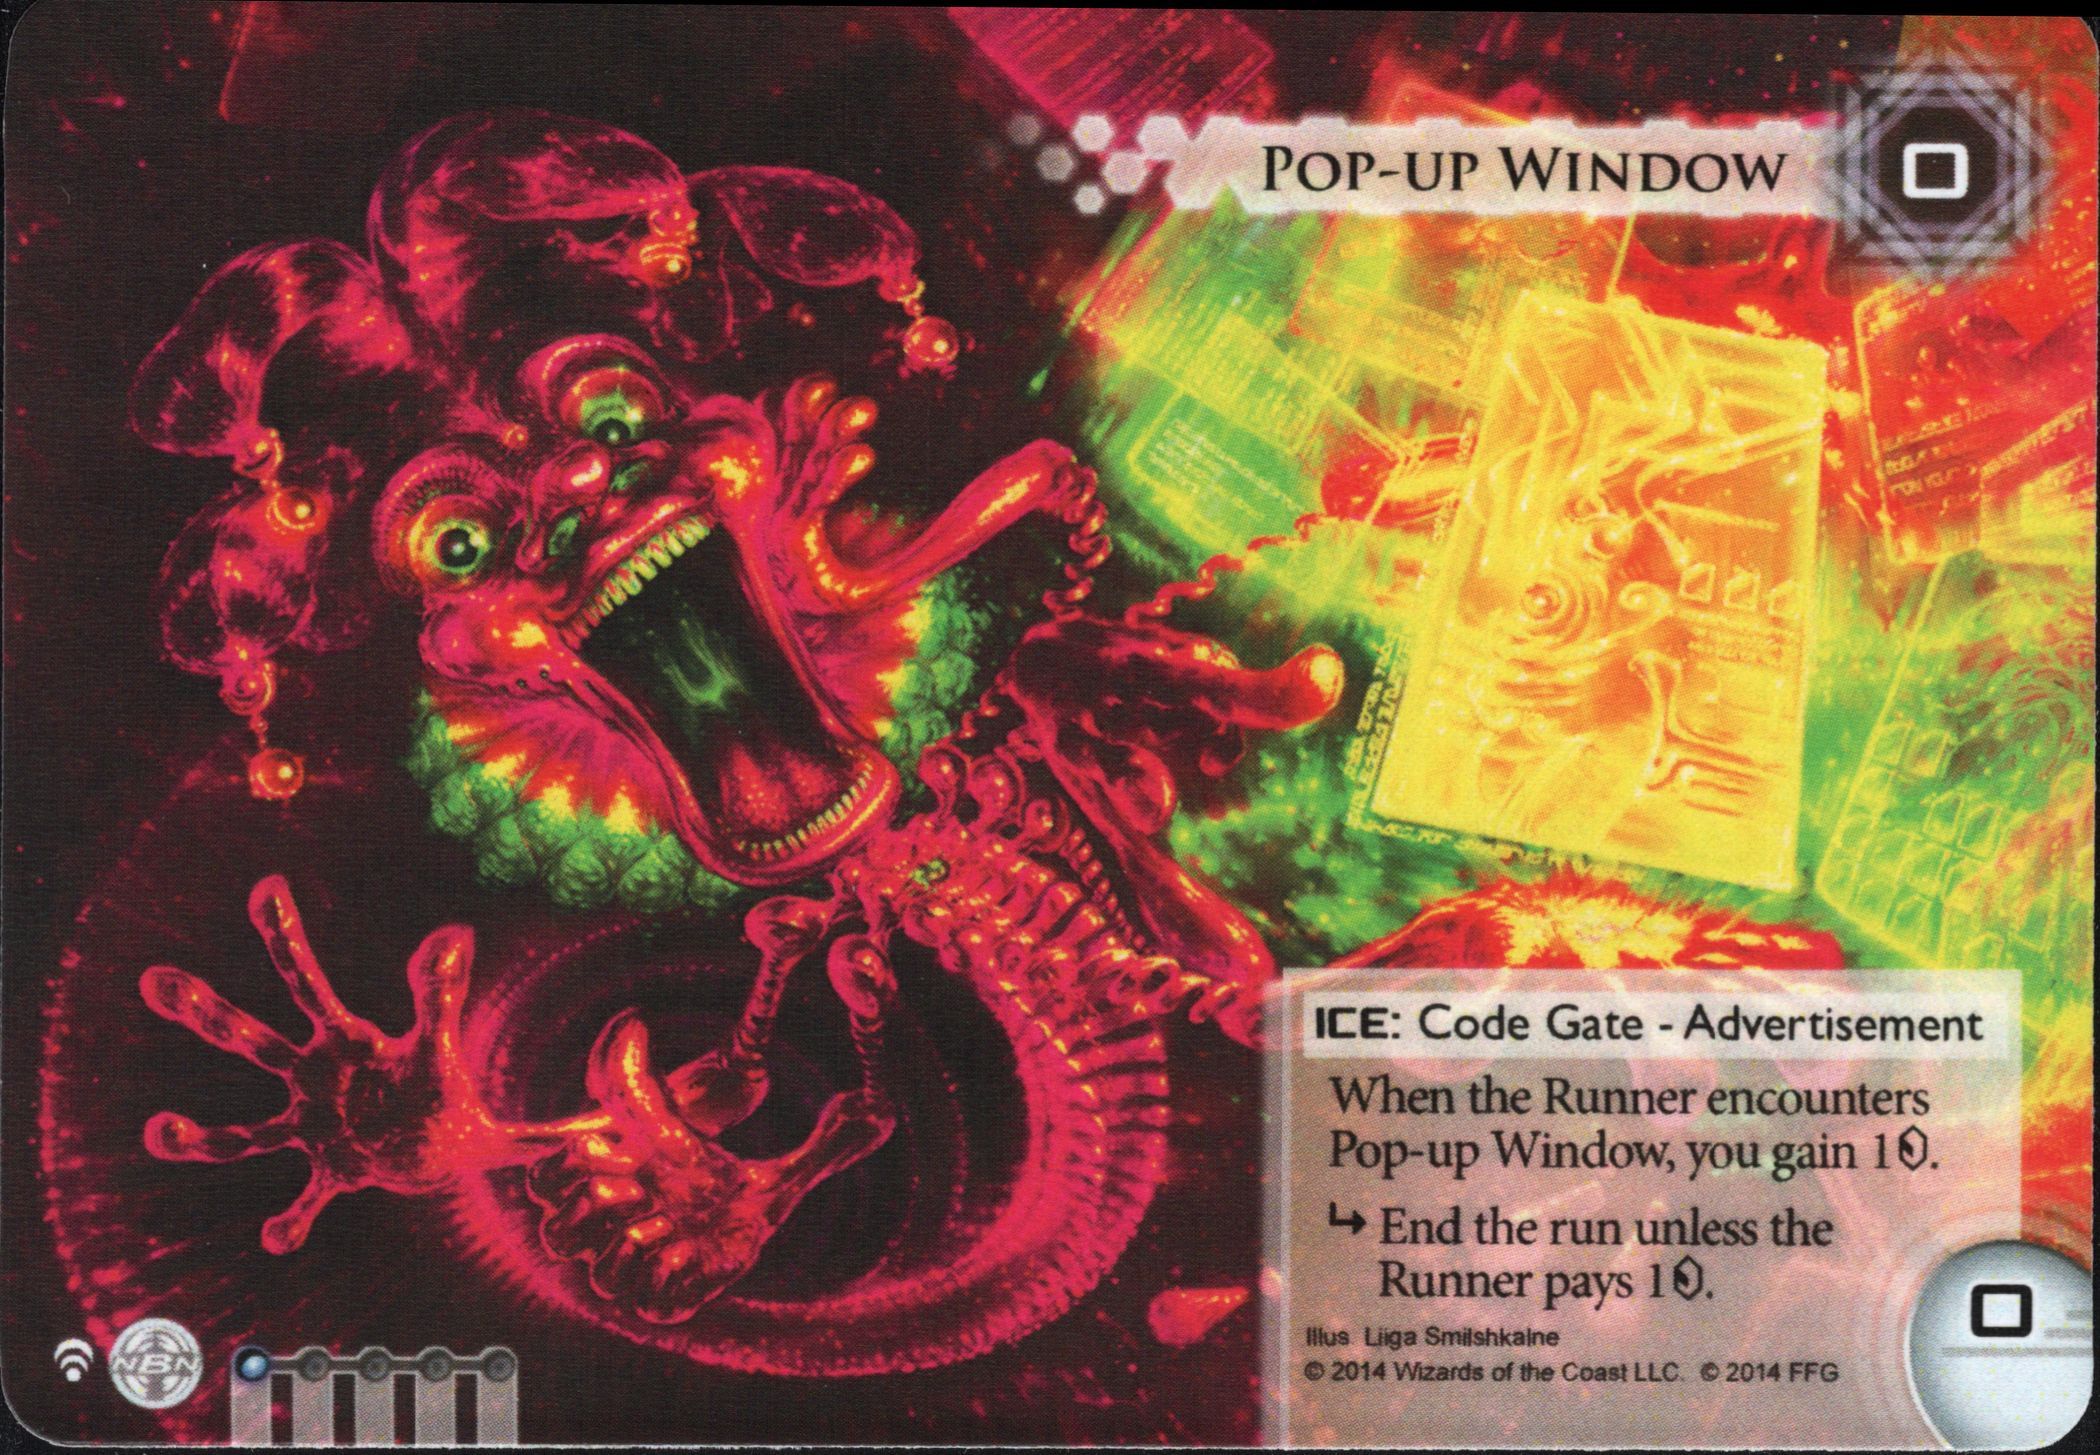 POP-UP WINDOW
0
ICE: Code Gate - Advertisement
When the Runner encounters
Pop-up Window, you gain 1.
End the run unless the
Runner pays 1.
0
Illus Liiga Smilshkalne
© 2014 Wizards of the Coast LLC. © 2014 FFG
NBN